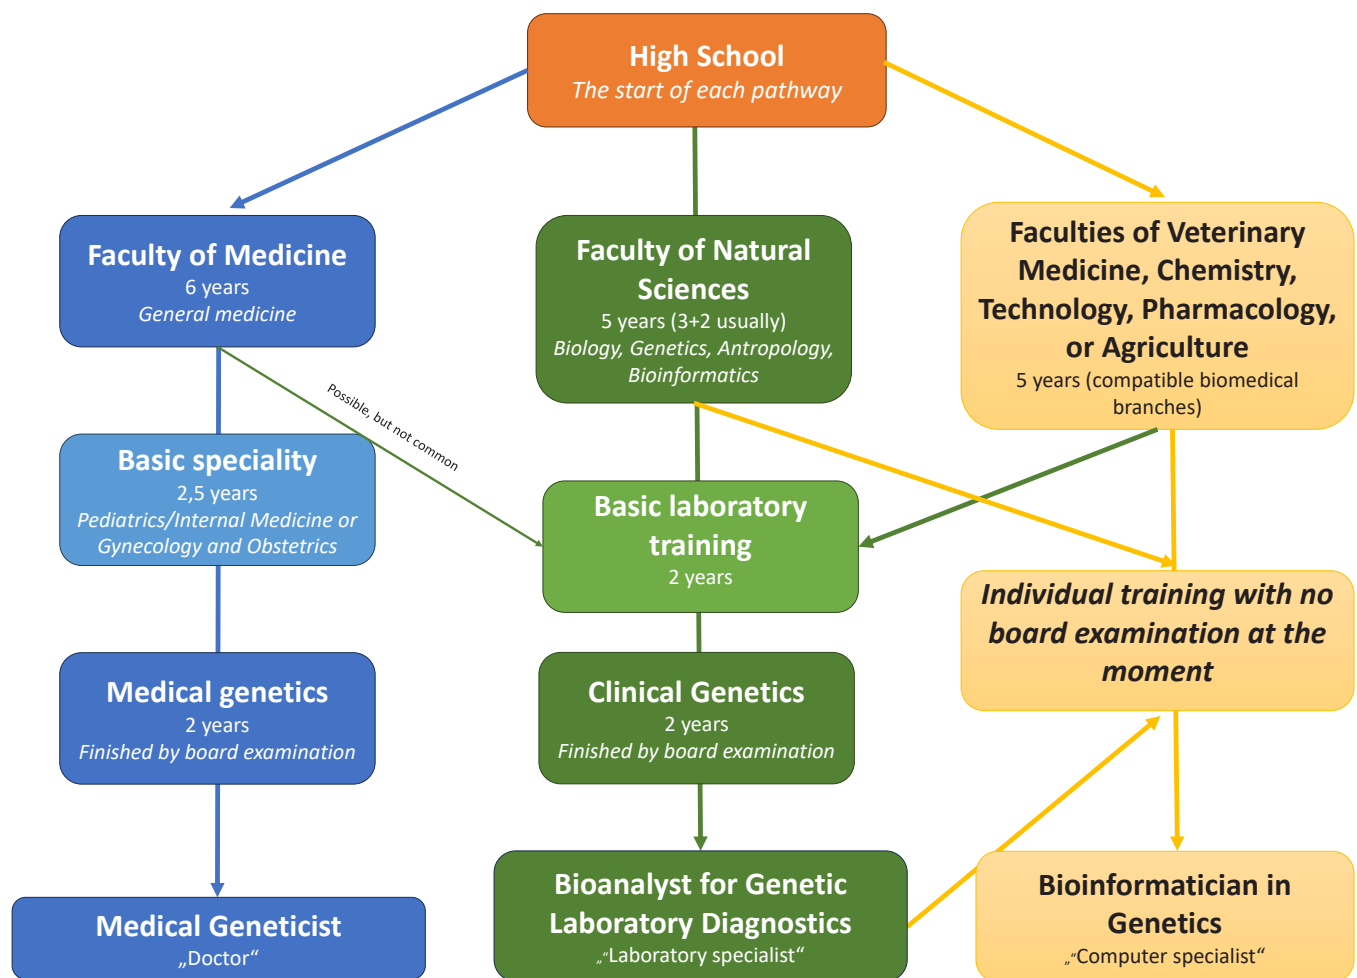 High School
The start of each pathway
Faculty of Medicine
6 years
General medicine
Faculty of Natural
Sciences
5 years (3+2 usually)
Biology, Genetics, Antropology,
Bioinformatics
Faculties of Veterinary
Medicine, Chemistry,
Technology, Pharmacology,
or Agriculture
5 years (compatible biomedical
branches)
Possible, but not common
Basic speciality
2,5 years
Pediatrics/Internal Medicine or
Gynecology and Obstetrics
Basic laboratory
training
2 years
Individual training with no
board examination at the
moment
Medical genetics
2 years
Finished by board examination
Clinical Genetics
2 years
Finished by board examination
Medical Geneticist
„Doctor“
Bioanalyst for Genetic
Laboratory Diagnostics
„“Laboratory specialist“
Bioinformatician in
Genetics
„“Computer specialist“